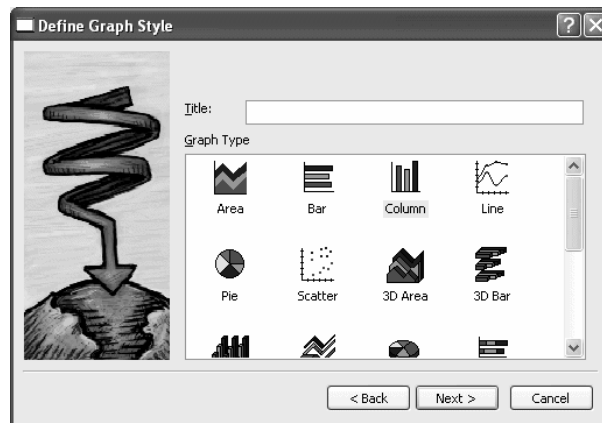 Define Graph Style
Title:
Graph Type
Area Bar Column Line
Pie Scatter 3D Area 3D Bar
< Back Next > Cancel